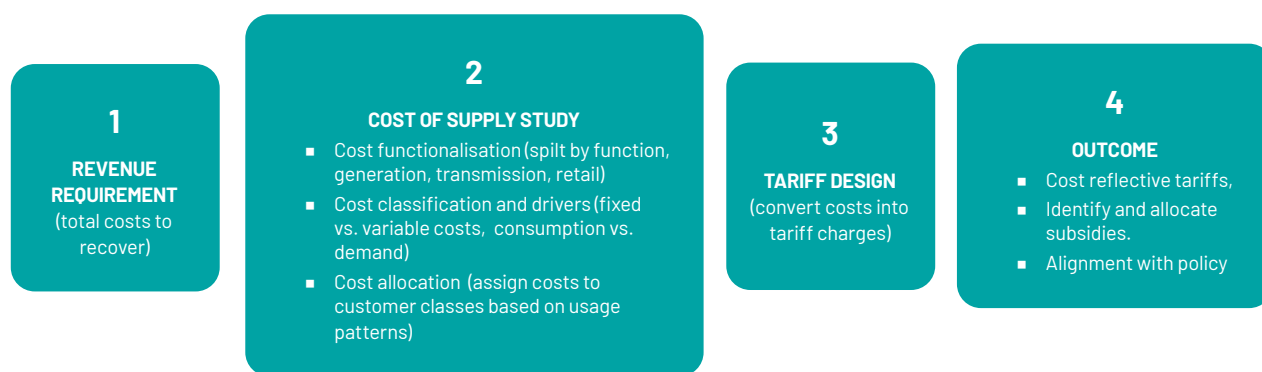 1
REVENUE
REQUIREMENT
(total costs to
recover)
2
COST OF SUPPLY STUDY
▪ Cost functionalisation (spilt by function,
generation, transmission, retail)
▪ Cost classification and drivers (fixed
vs. variable costs, consumption vs.
demand)
▪ Cost allocation (assign costs to
customer classes based on usage
patterns)
3
TARIFF DESIGN
(convert costs into
tariff charges)
4
OUTCOME
▪ Cost reflective tariffs,
▪ Identify and allocate
subsidies.
▪ Alignment with policy